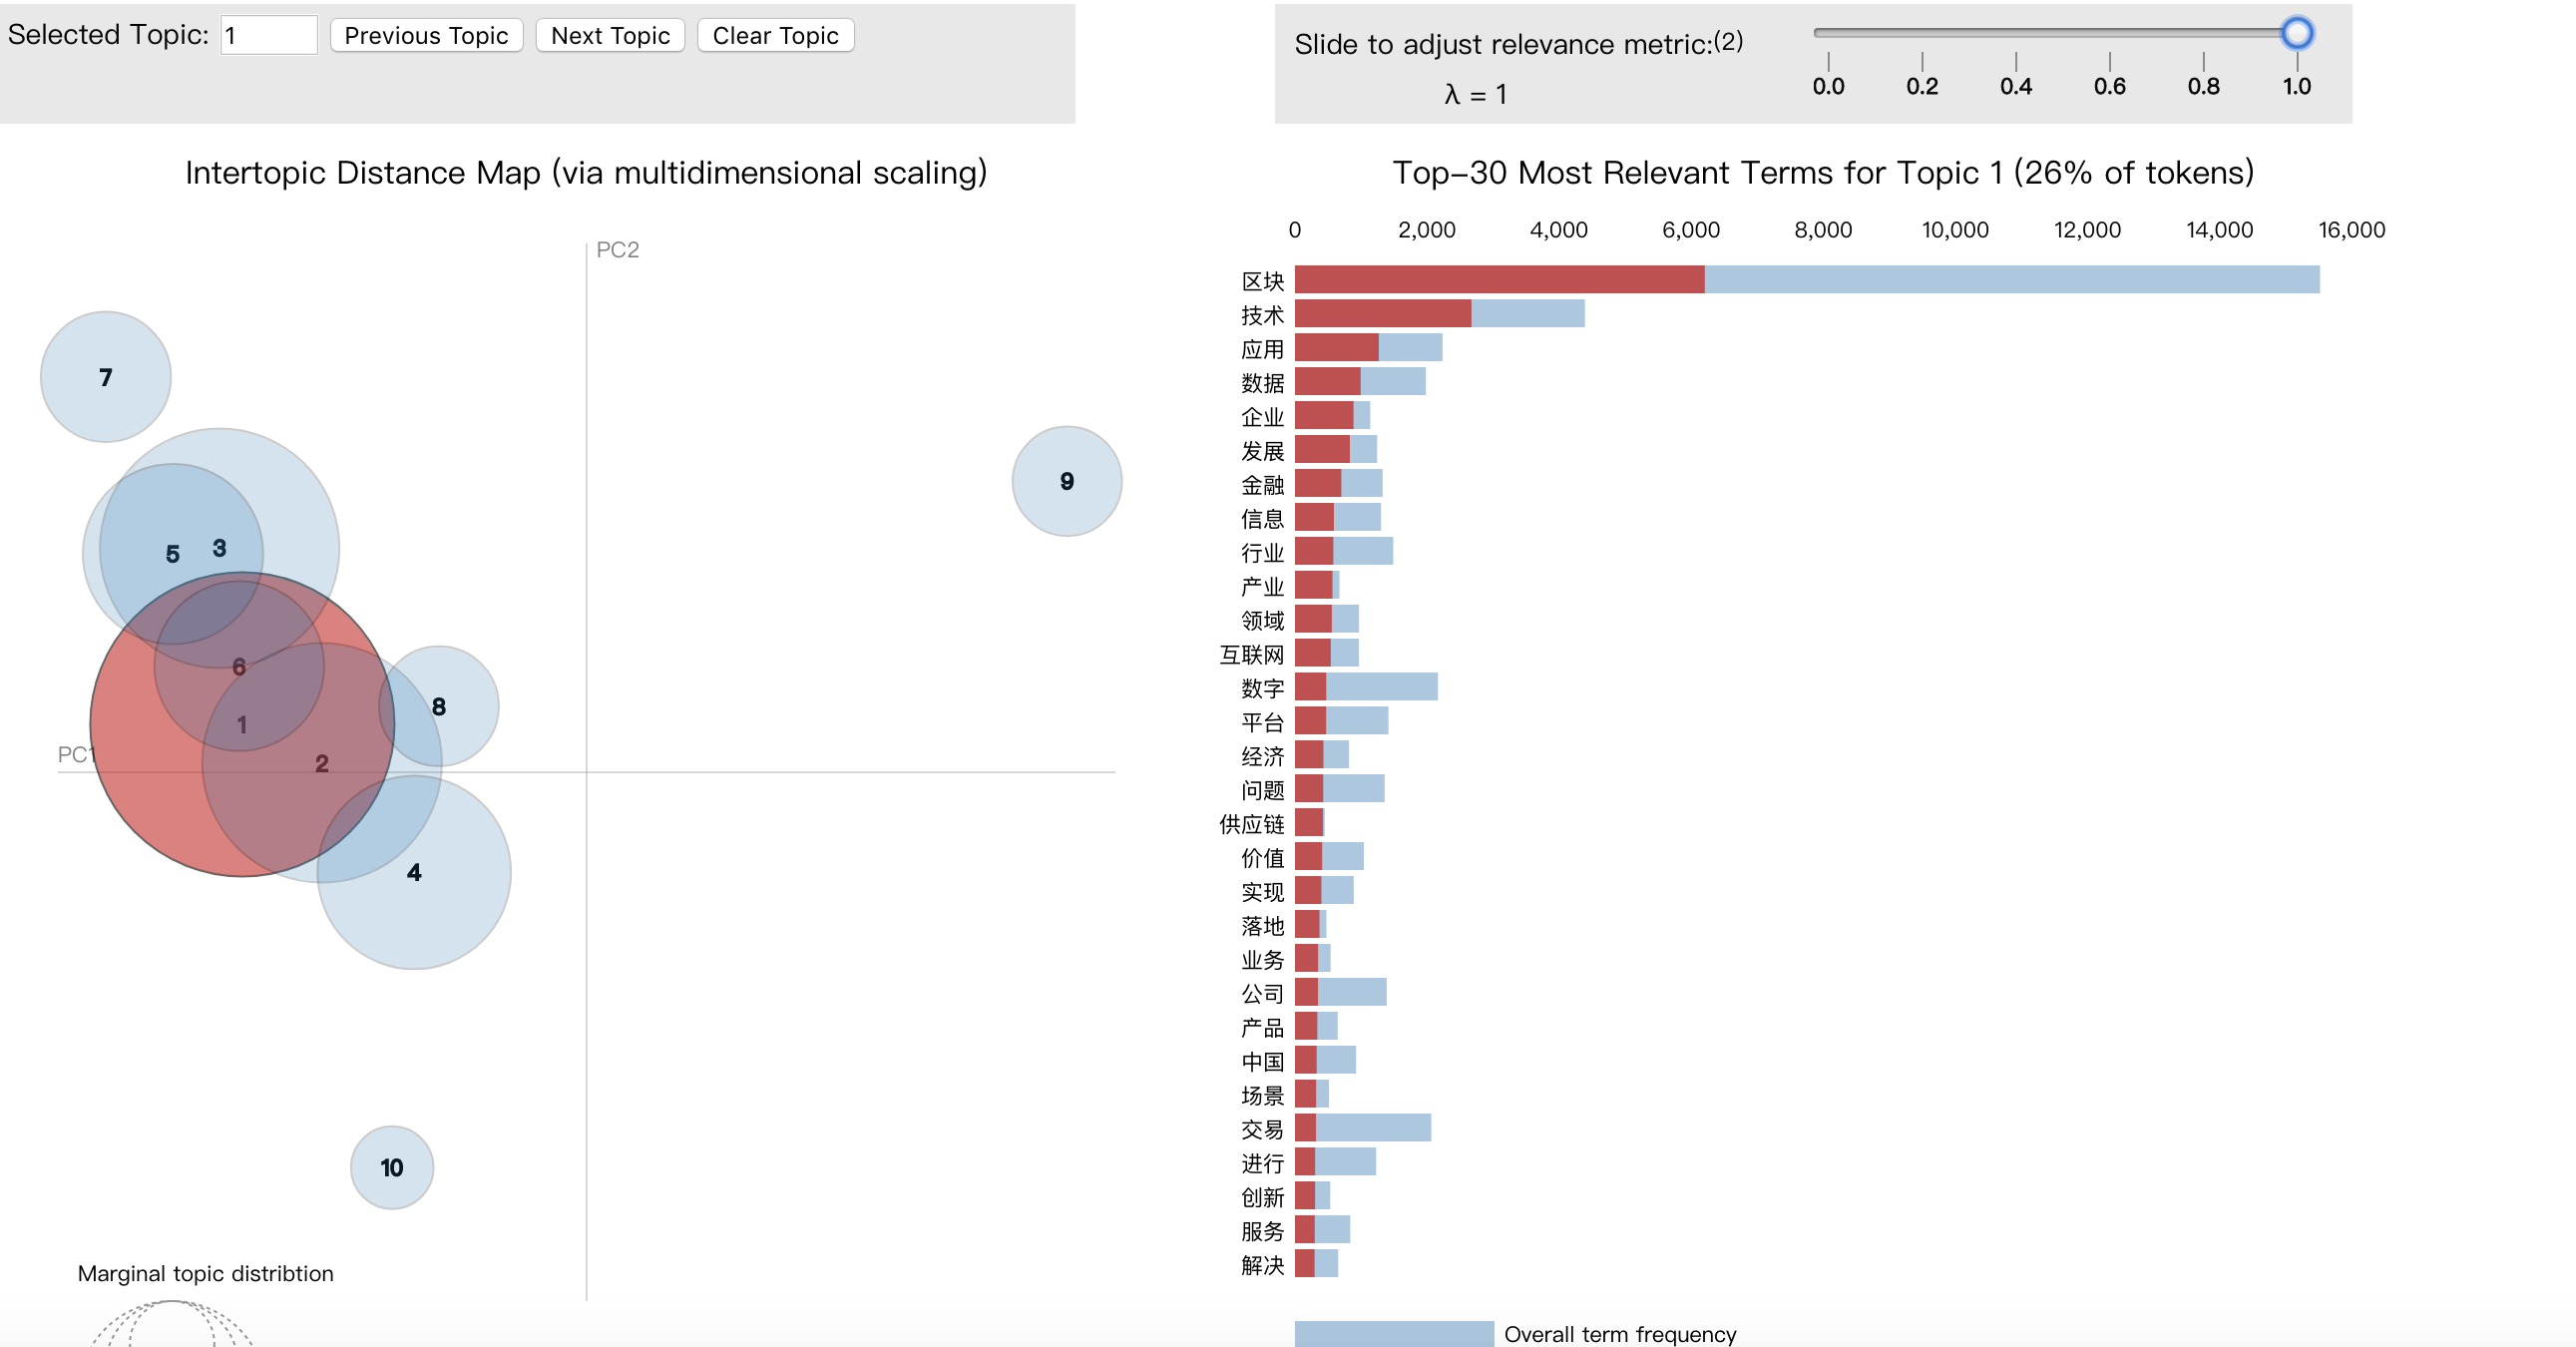 Selected Topic: 1 Previous Topic Next Topic Clear Topic
Slide to adjust relevance metric:(2)
λ = 1
0.0 0.2 0.4 0.6 0.8 1.0
Intertopic Distance Map (via multidimensional scaling)
PC2
PC1
7
9
5
3
6
8
1
2
4
10
Marginal topic distribtion
Top-30 Most Relevant Terms for Topic 1 (26% of tokens)
0 2,000 4,000 6,000 8,000 10,000 12,000 14,000 16,000
区块
技术
应用
数据
企业
发展
金融
信息
行业
产业
领域
互联网
数字
平台
经济
问题
供应链
价值
实现
落地
业务
公司
产品
中国
场景
交易
进行
创新
服务
解决
Overall term frequency